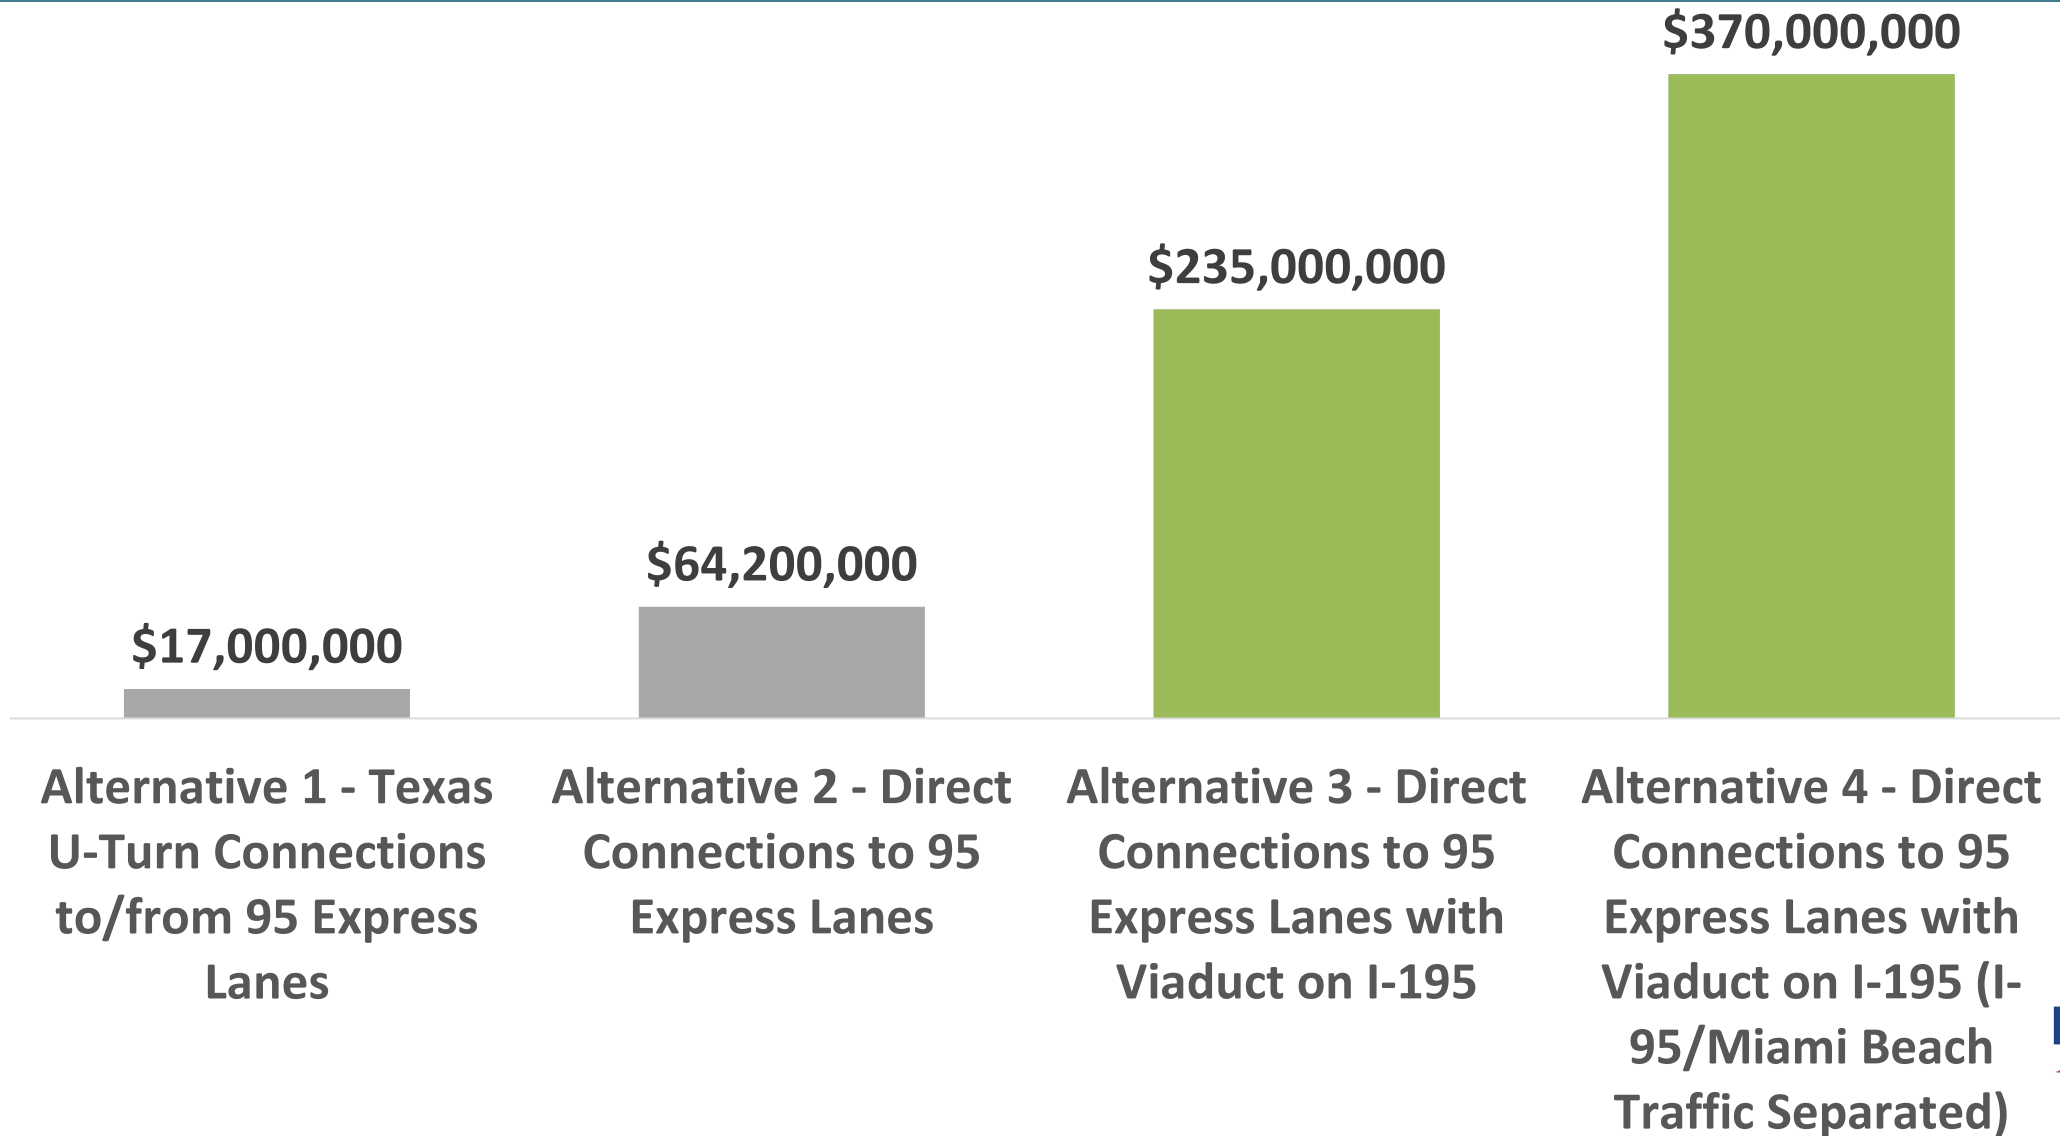 $370,000,000
$235,000,000
$64,200,000
$17,000,000
Alternative 1 - Texas
U-Turn Connections
to/from 95 Express
Lanes
Alternative 2 - Direct
Connections to 95
Express Lanes
Alternative 3 - Direct
Connections to 95
Express Lanes with
Viaduct on I-195
Alternative 4 - Direct
Connections to 95
Express Lanes with
Viaduct on I-195 (I-
95/Miami Beach
Traffic Separated)